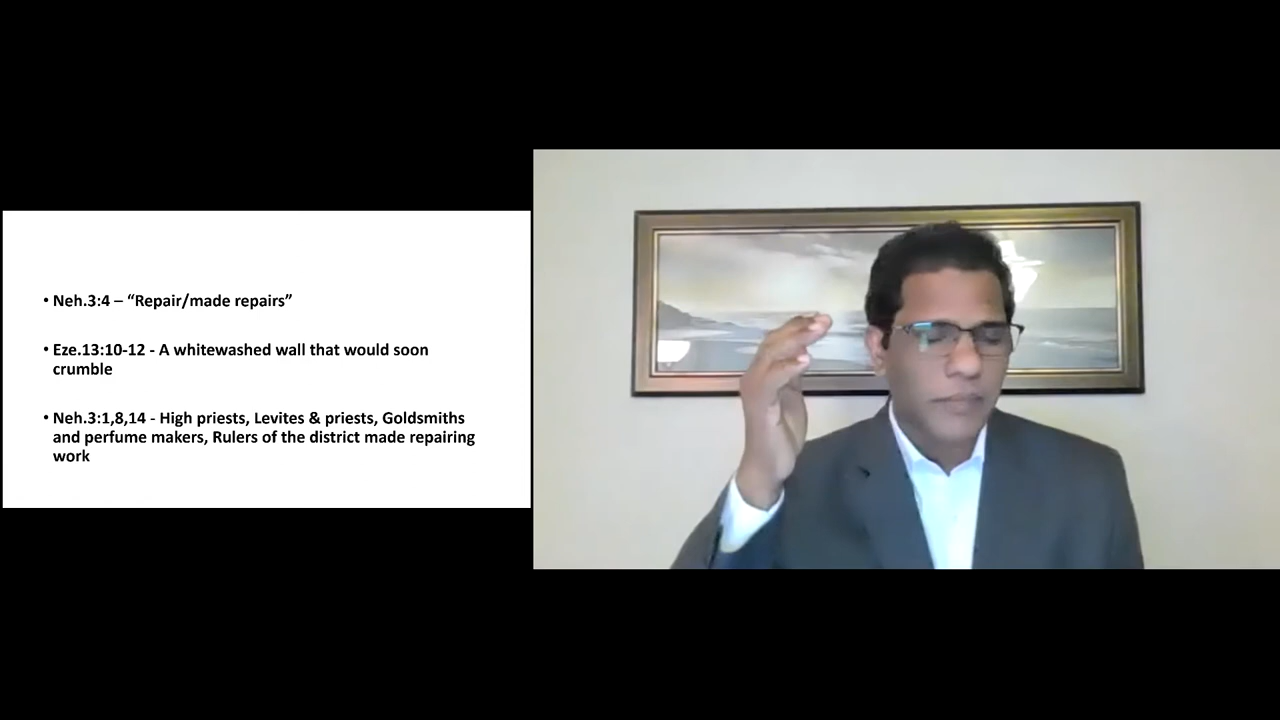 • Neh.3:4 – “Repair/made repairs”
• Eze.13:10-12 - A whitewashed wall that would soon
crumble
• Neh.3:1,8,14 - High priests, Levites & priests, Goldsmiths
and perfume makers, Rulers of the district made repairing
work